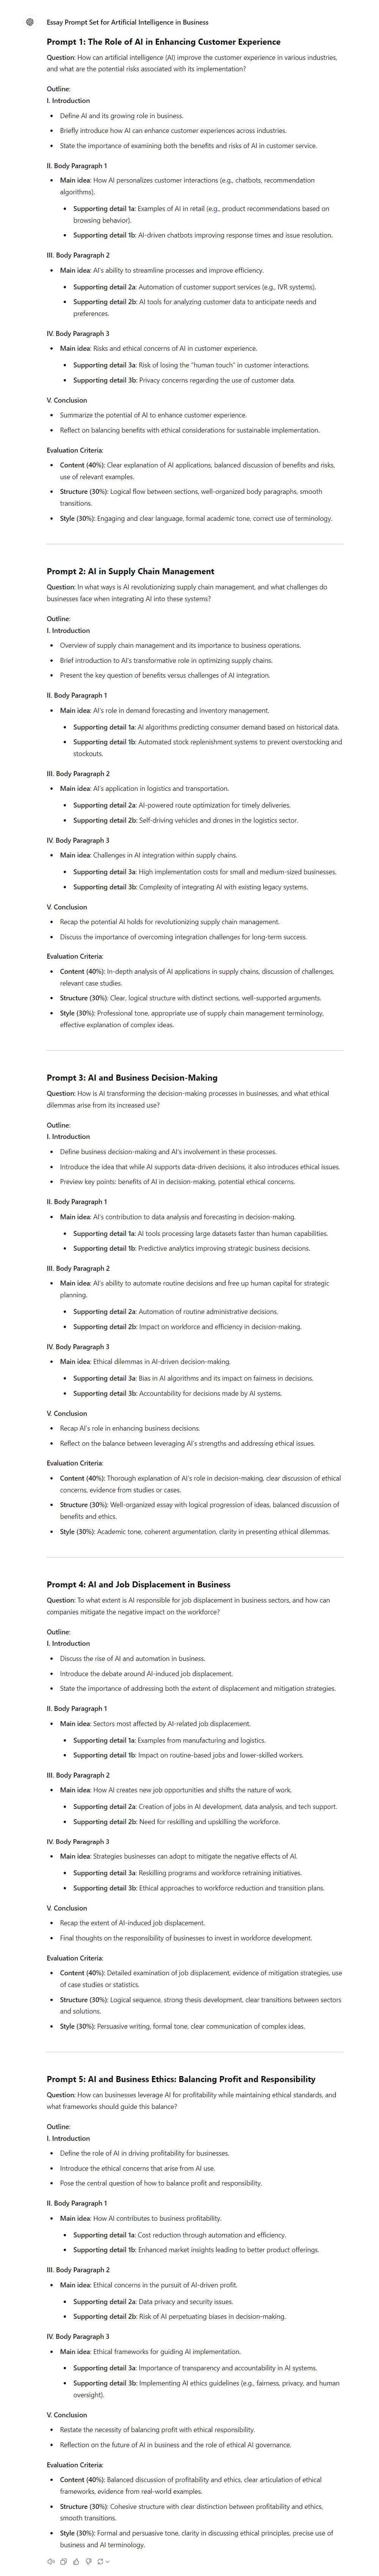 Essay Prompt Set for Artificial Intelligence in Business
Prompt 1: The Role of AI in Enhancing Customer Experience
Question: How can artificial intelligence (AI) improve the customer experience in various industries,
and what are the potential risks associated with its implementation?
Outline:
I. Introduction
• Define AI and its growing role in business.
• Briefly introduce how AI can enhance customer experiences across industries.
• State the importance of examining both the benefits and risks of AI in customer service.
II. Body Paragraph 1
• Main idea: How AI personalizes customer interactions (e.g., chatbots, recommendation
algorithms).
• Supporting detail 1a: Examples of AI in retail (e.g., product recommendations based on
browsing behavior).
• Supporting detail 1b: AI-driven chatbots improving response times and issue resolution.
III. Body Paragraph 2
• Main idea: AI's ability to streamline processes and improve efficiency.
• Supporting detail 2a: Automation of customer support services (e.g., IVR systems).
• Supporting detail 2b: AI tools for analyzing customer data to anticipate needs and
preferences.
IV. Body Paragraph 3
• Main idea: Risks and ethical concerns of AI in customer experience.
• Supporting detail 3a: Risk of losing the "human touch" in customer interactions.
• Supporting detail 3b: Privacy concerns regarding the use of customer data.
V. Conclusion
• Summarize the potential of AI to enhance customer experience.
• Reflect on balancing benefits with ethical considerations for sustainable implementation.
Evaluation Criteria:
• Content (40%): Clear explanation of AI applications, balanced discussion of benefits and risks,
use of relevant examples.
• Structure (30%): Logical flow between sections, well-organized body paragraphs, smooth
transitions.
• Style (30%): Engaging and clear language, formal academic tone, correct use of terminology.
Prompt 2: AI in Supply Chain Management
Question: In what ways is AI revolutionizing supply chain management, and what challenges do
businesses face when integrating AI into these systems?
Outline:
I. Introduction
• Overview of supply chain management and its importance to business operations.
• Brief introduction to AI's transformative role in optimizing supply chains.
• Present the key question of benefits versus challenges of AI integration.
II. Body Paragraph 1
• Main idea: AI's role in demand forecasting and inventory management.
• Supporting detail 1a: AI algorithms predicting consumer demand based on historical data.
• Supporting detail 1b: Automated stock replenishment systems to prevent overstocking and
stockouts.
III. Body Paragraph 2
• Main idea: AI's application in logistics and transportation.
• Supporting detail 2a: AI-powered route optimization for timely deliveries.
• Supporting detail 2b: Self-driving vehicles and drones in the logistics sector.
IV. Body Paragraph 3
• Main idea: Challenges in AI integration within supply chains.
• Supporting detail 3a: High implementation costs for small and medium-sized businesses.
• Supporting detail 3b: Complexity of integrating AI with existing legacy systems.
V. Conclusion
• Recap the potential AI holds for revolutionizing supply chain management.
• Discuss the importance of overcoming integration challenges for long-term success.
Evaluation Criteria:
• Content (40%): In-depth analysis of AI applications in supply chains, discussion of challenges,
relevant case studies.
• Structure (30%): Clear, logical structure with distinct sections, well-supported arguments.
• Style (30%): Professional tone, appropriate use of supply chain management terminology,
effective explanation of complex ideas.
Prompt 3: AI and Business Decision-Making
Question: How is AI transforming the decision-making processes in businesses, and what ethical
dilemmas arise from its increased use?
Outline:
I. Introduction
• Define business decision-making and AI's involvement in these processes.
• Introduce the idea that while AI supports data-driven decisions, it also introduces ethical issues.
• Preview key points: benefits of AI in decision-making, potential ethical concerns.
II. Body Paragraph 1
• Main idea: AI's contribution to data analysis and forecasting in decision-making.
• Supporting detail 1a: AI tools processing large datasets faster than human capabilities.
• Supporting detail 1b: Predictive analytics improving strategic business decisions.
III. Body Paragraph 2
• Main idea: AI's ability to automate routine decisions and free up human capital for strategic
planning.
• Supporting detail 2a: Automation of routine administrative decisions.
• Supporting detail 2b: Impact on workforce and efficiency in decision-making.
IV. Body Paragraph 3
• Main idea: Ethical dilemmas in AI-driven decision-making.
• Supporting detail 3a: Bias in AI algorithms and its impact on fairness in decisions.
• Supporting detail 3b: Accountability for decisions made by AI systems.
V. Conclusion
• Recap AI's role in enhancing business decisions.
• Reflect on the balance between leveraging AI's strengths and addressing ethical issues.
Evaluation Criteria:
• Content (40%): Thorough explanation of AI's role in decision-making, clear discussion of ethical
concerns, evidence from studies or cases.
• Structure (30%): Well-organized essay with logical progression of ideas, balanced discussion of
benefits and ethics.
• Style (30%): Academic tone, coherent argumentation, clarity in presenting ethical dilemmas.
Prompt 4: AI and Job Displacement in Business
Question: To what extent is AI responsible for job displacement in business sectors, and how can
companies mitigate the negative impact on the workforce?
Outline:
I. Introduction
• Discuss the rise of AI and automation in business.
• Introduce the debate around AI-induced job displacement.
• State the importance of addressing both the extent of displacement and mitigation strategies.
II. Body Paragraph 1
• Main idea: Sectors most affected by AI-related job displacement.
• Supporting detail 1a: Examples from manufacturing and logistics.
• Supporting detail 1b: Impact on routine-based jobs and lower-skilled workers.
III. Body Paragraph 2
• Main idea: How AI creates new job opportunities and shifts the nature of work.
• Supporting detail 2a: Creation of jobs in AI development, data analysis, and tech support.
• Supporting detail 2b: Need for reskilling and upskilling the workforce.
IV. Body Paragraph 3
• Main idea: Strategies businesses can adopt to mitigate the negative effects of AI.
• Supporting detail 3a: Reskilling programs and workforce retraining initiatives.
• Supporting detail 3b: Ethical approaches to workforce reduction and transition plans.
V. Conclusion
• Recap the extent of AI-induced job displacement.
• Final thoughts on the responsibility of businesses to invest in workforce development.
Evaluation Criteria:
• Content (40%): Detailed examination of job displacement, evidence of mitigation strategies, use
of case studies or statistics.
• Structure (30%): Logical sequence, strong thesis development, clear transitions between sectors
and solutions.
• Style (30%): Persuasive writing, formal tone, clear communication of complex ideas.
Prompt 5: AI and Business Ethics: Balancing Profit and Responsibility
Question: How can businesses leverage AI for profitability while maintaining ethical standards, and
what frameworks should guide this balance?
Outline:
I. Introduction
• Define the role of AI in driving profitability for businesses.
• Introduce the ethical concerns that arise from AI use.
• Pose the central question of how to balance profit and responsibility.
II. Body Paragraph 1
• Main idea: How AI contributes to business profitability.
• Supporting detail 1a: Cost reduction through automation and efficiency.
• Supporting detail 1b: Enhanced market insights leading to better product offerings.
III. Body Paragraph 2
• Main idea: Ethical concerns in the pursuit of AI-driven profit.
• Supporting detail 2a: Data privacy and security issues.
• Supporting detail 2b: Risk of AI perpetuating biases in decision-making.
IV. Body Paragraph 3
• Main idea: Ethical frameworks for guiding AI implementation.
• Supporting detail 3a: Importance of transparency and accountability in AI systems.
• Supporting detail 3b: Implementing AI ethics guidelines (e.g., fairness, privacy, and human
oversight).
V. Conclusion
• Restate the necessity of balancing profit with ethical responsibility.
• Reflection on the future of AI in business and the role of ethical AI governance.
Evaluation Criteria:
• Content (40%): Balanced discussion of profitability and ethics, clear articulation of ethical
frameworks, evidence from real-world examples.
• Structure (30%): Cohesive structure with clear distinction between profitability and ethics,
smooth transitions.
• Style (30%): Formal and persuasive tone, clarity in discussing ethical principles, precise use of
business and AI terminology.